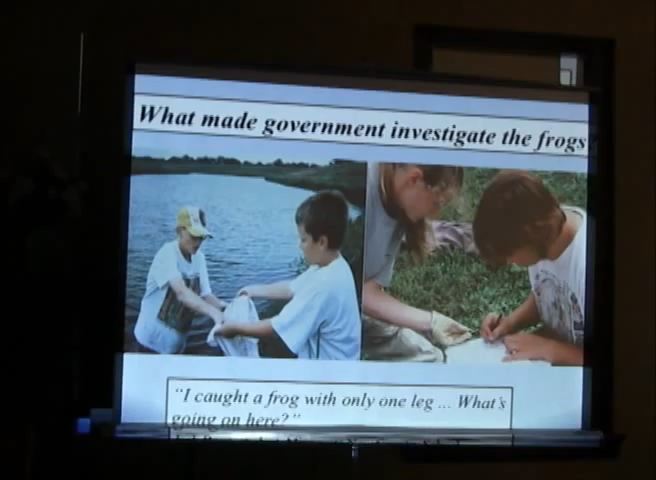 What made government investigate the frogs
“I caught a frog with only one leg ... What's
going on here?”